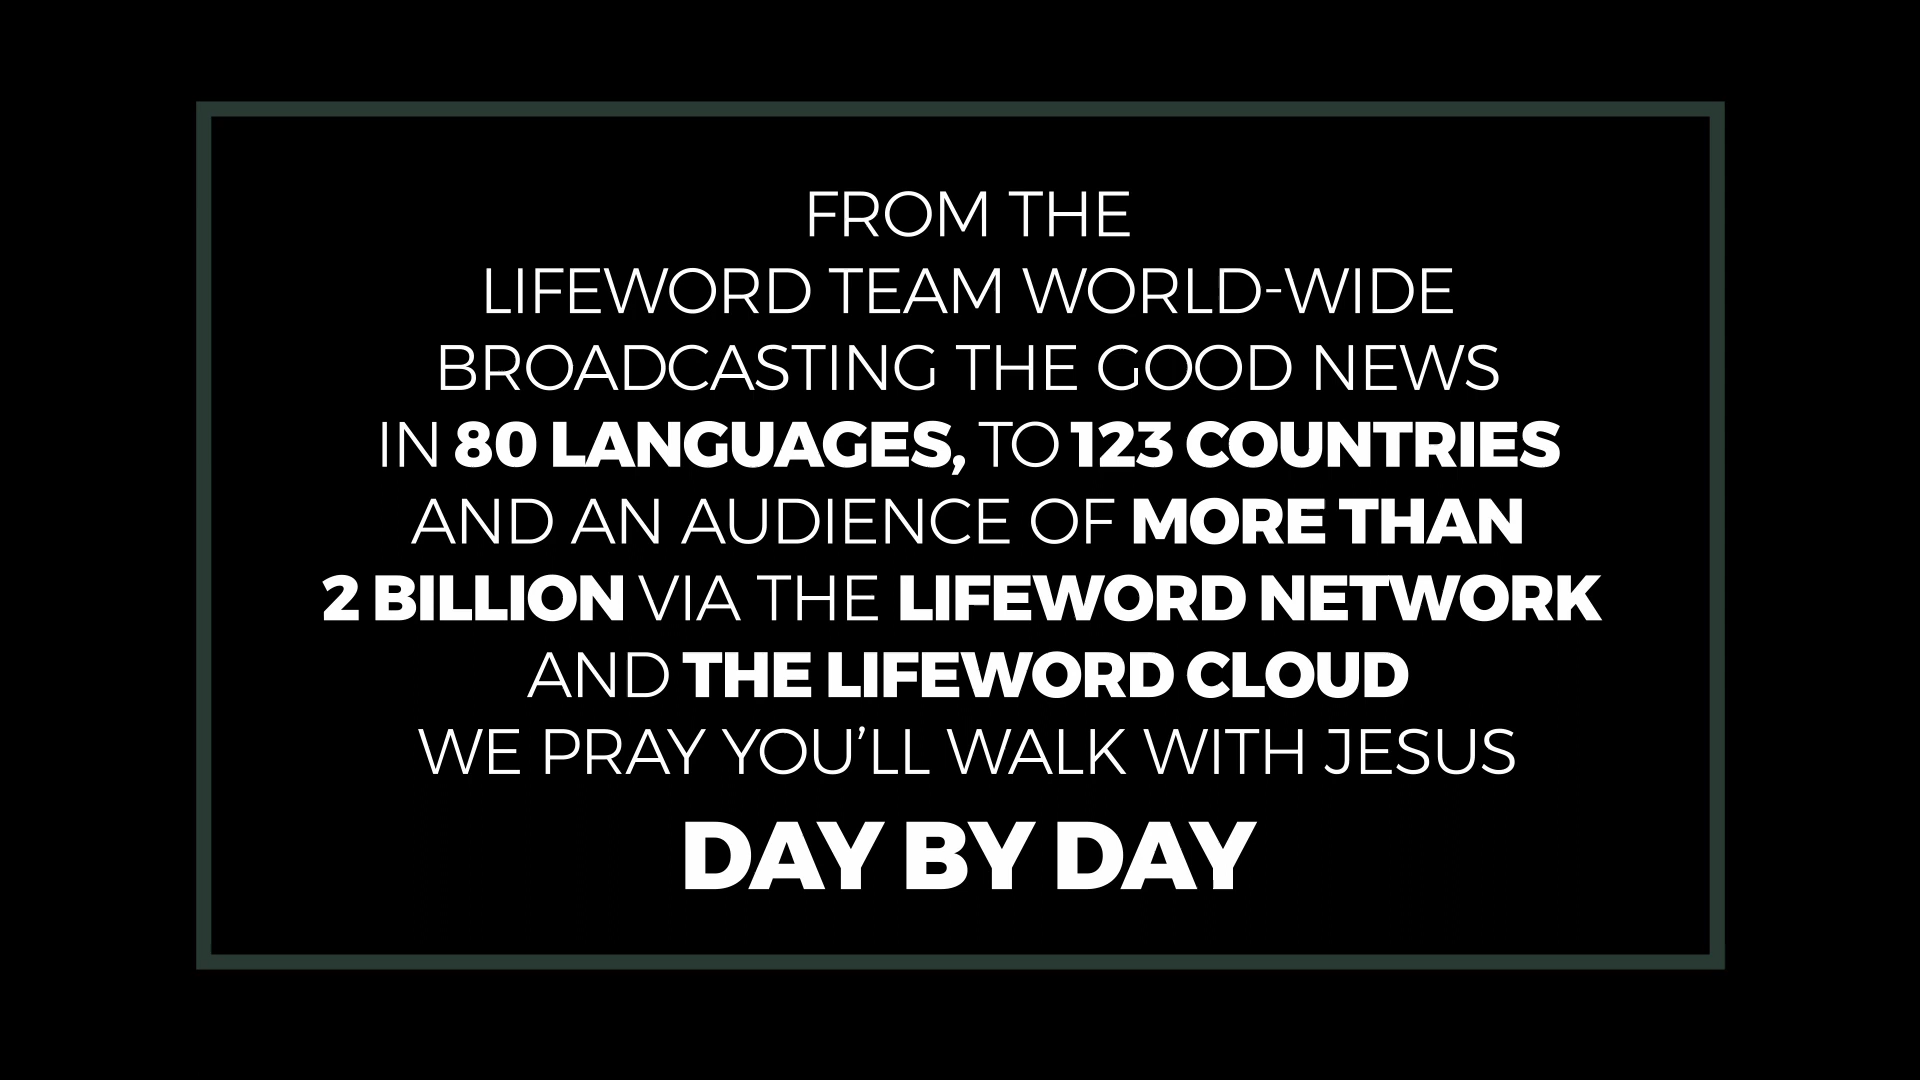 FROM THE
LIFEWORD TEAM WORLD-WIDE
BROADCASTING THE GOOD NEWS
IN 80 LANGUAGES, TO 123 COUNTRIES
AND AN AUDIENCE OF MORE THAN
2 BILLION VIA THE LIFEWORD NETWORK
AND THE LIFEWORD CLOUD
WE PRAY YOU’LL WALK WITH JESUS
DAY BY DAY